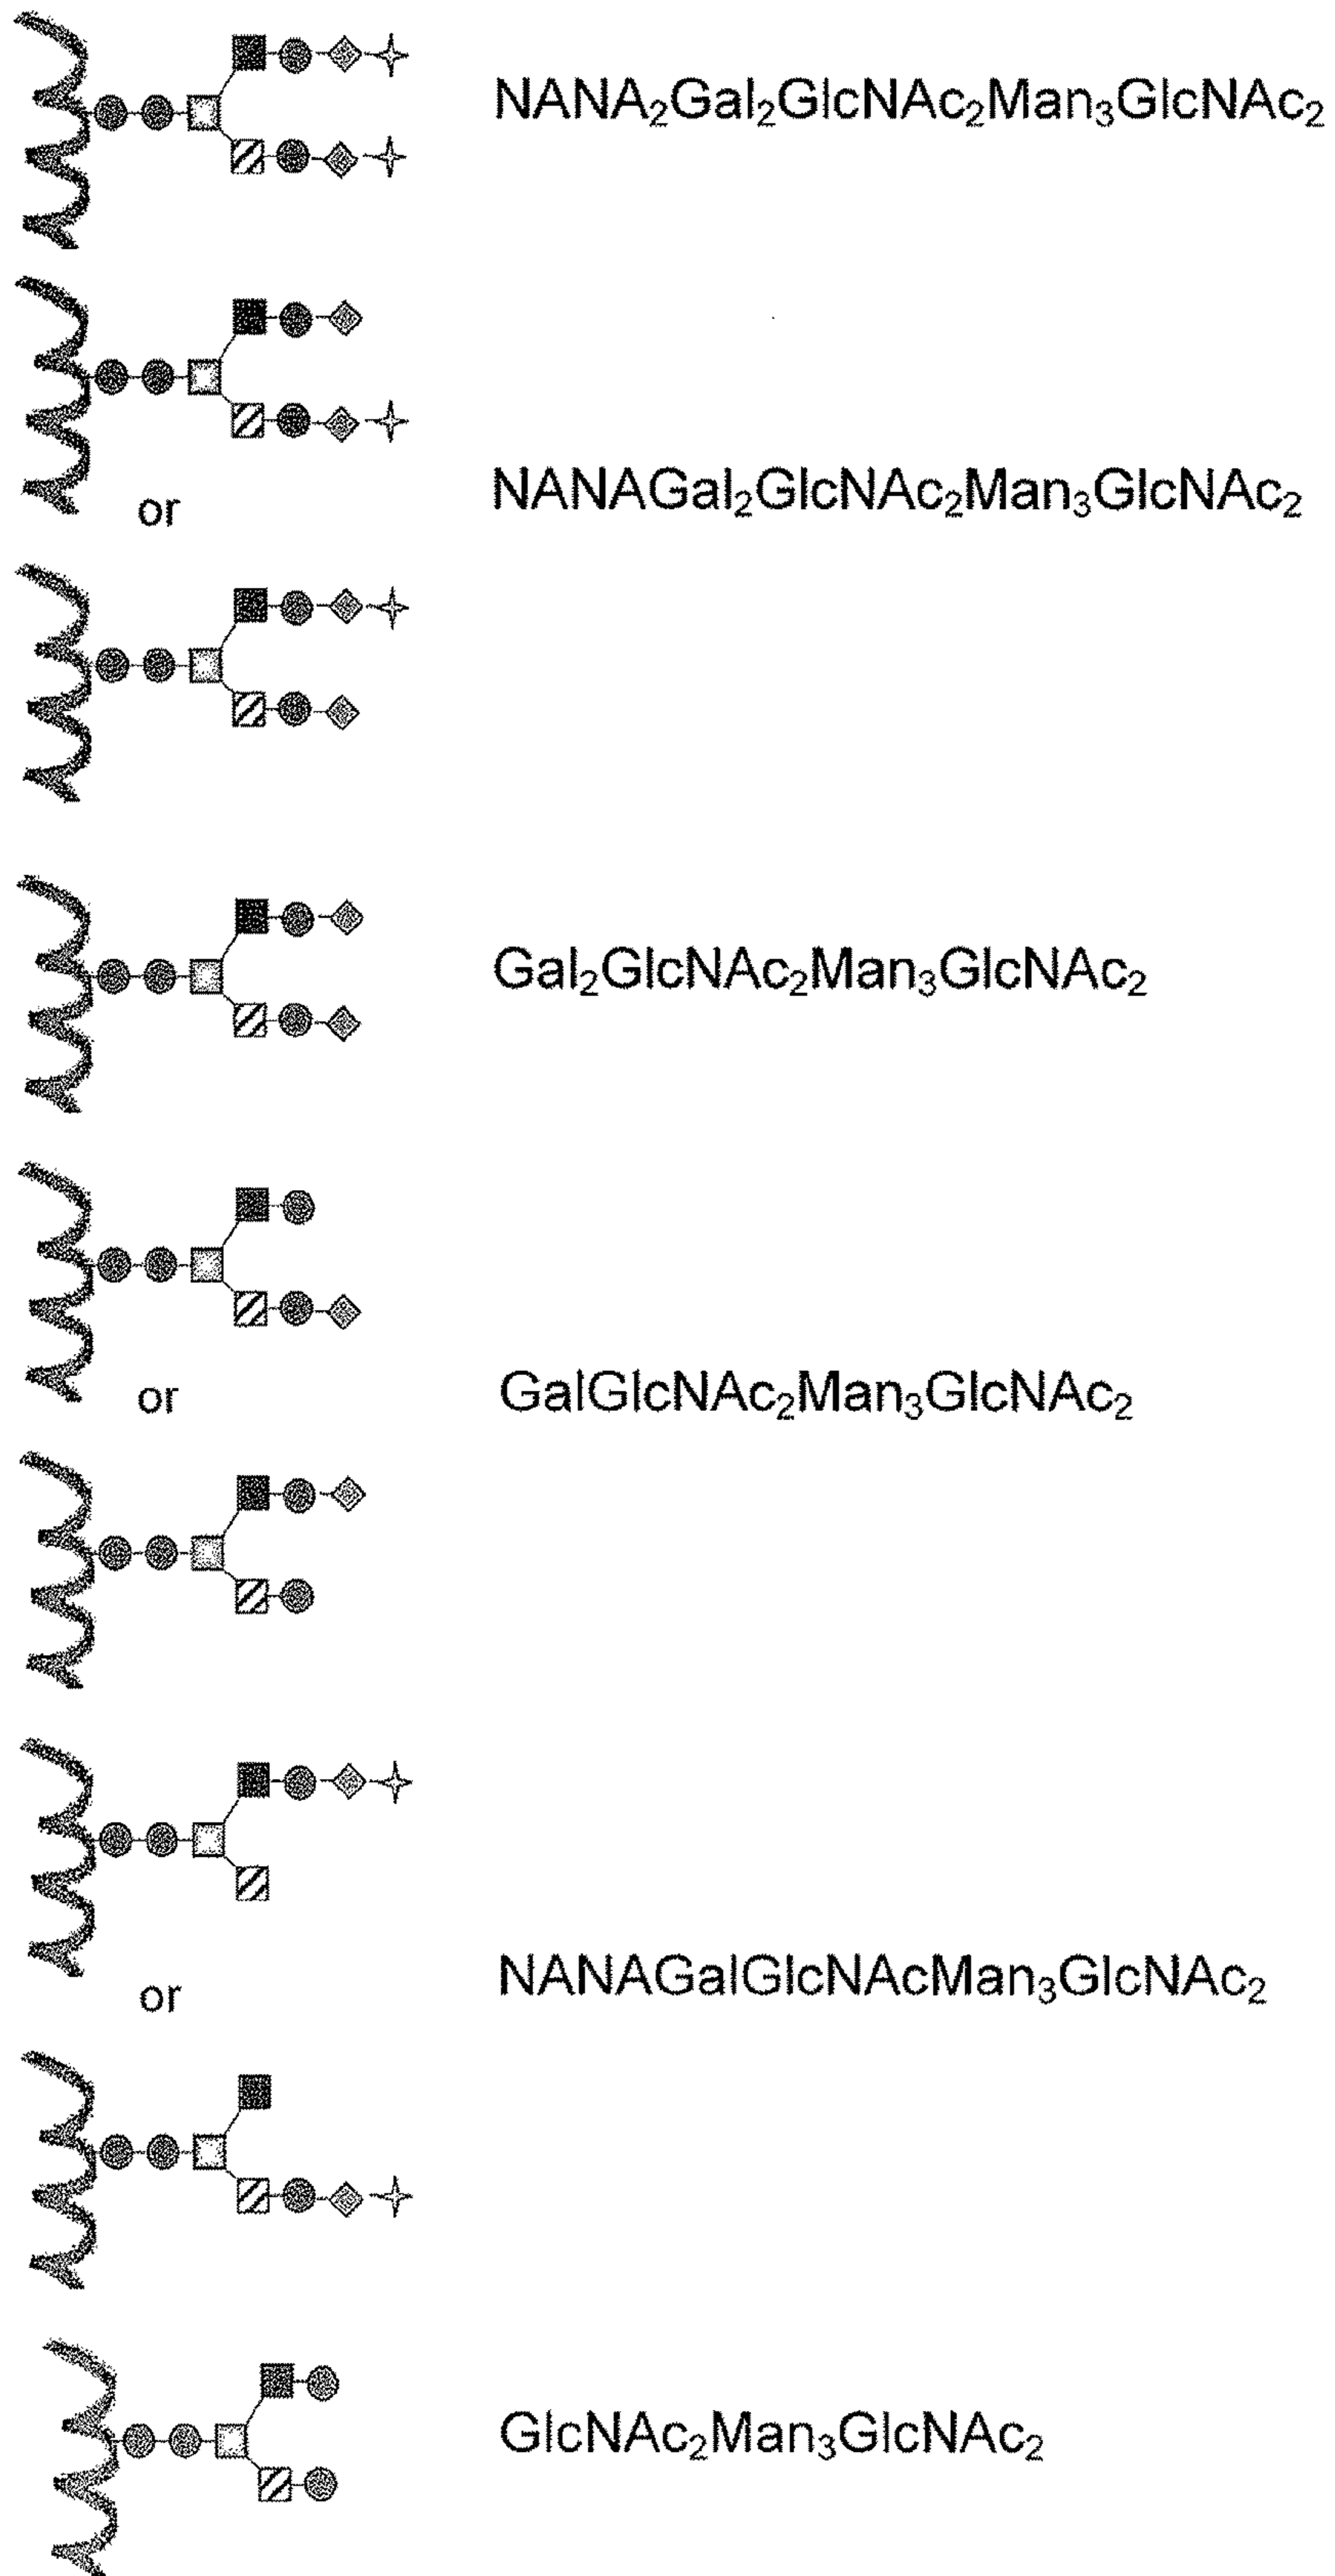 NANA₂Gal₂GlcNAc₂Man₃GlcNAc₂
NANAGal₂GlcNAc₂Man₃GlcNAc₂
or
Gal₂GlcNAc₂Man₃GlcNAc₂
GalGlcNAc₂Man₃GlcNAc₂
or
NANAGalGlcNAcMan₃GlcNAc₂
or
GlcNAc₂Man₃GlcNAc₂